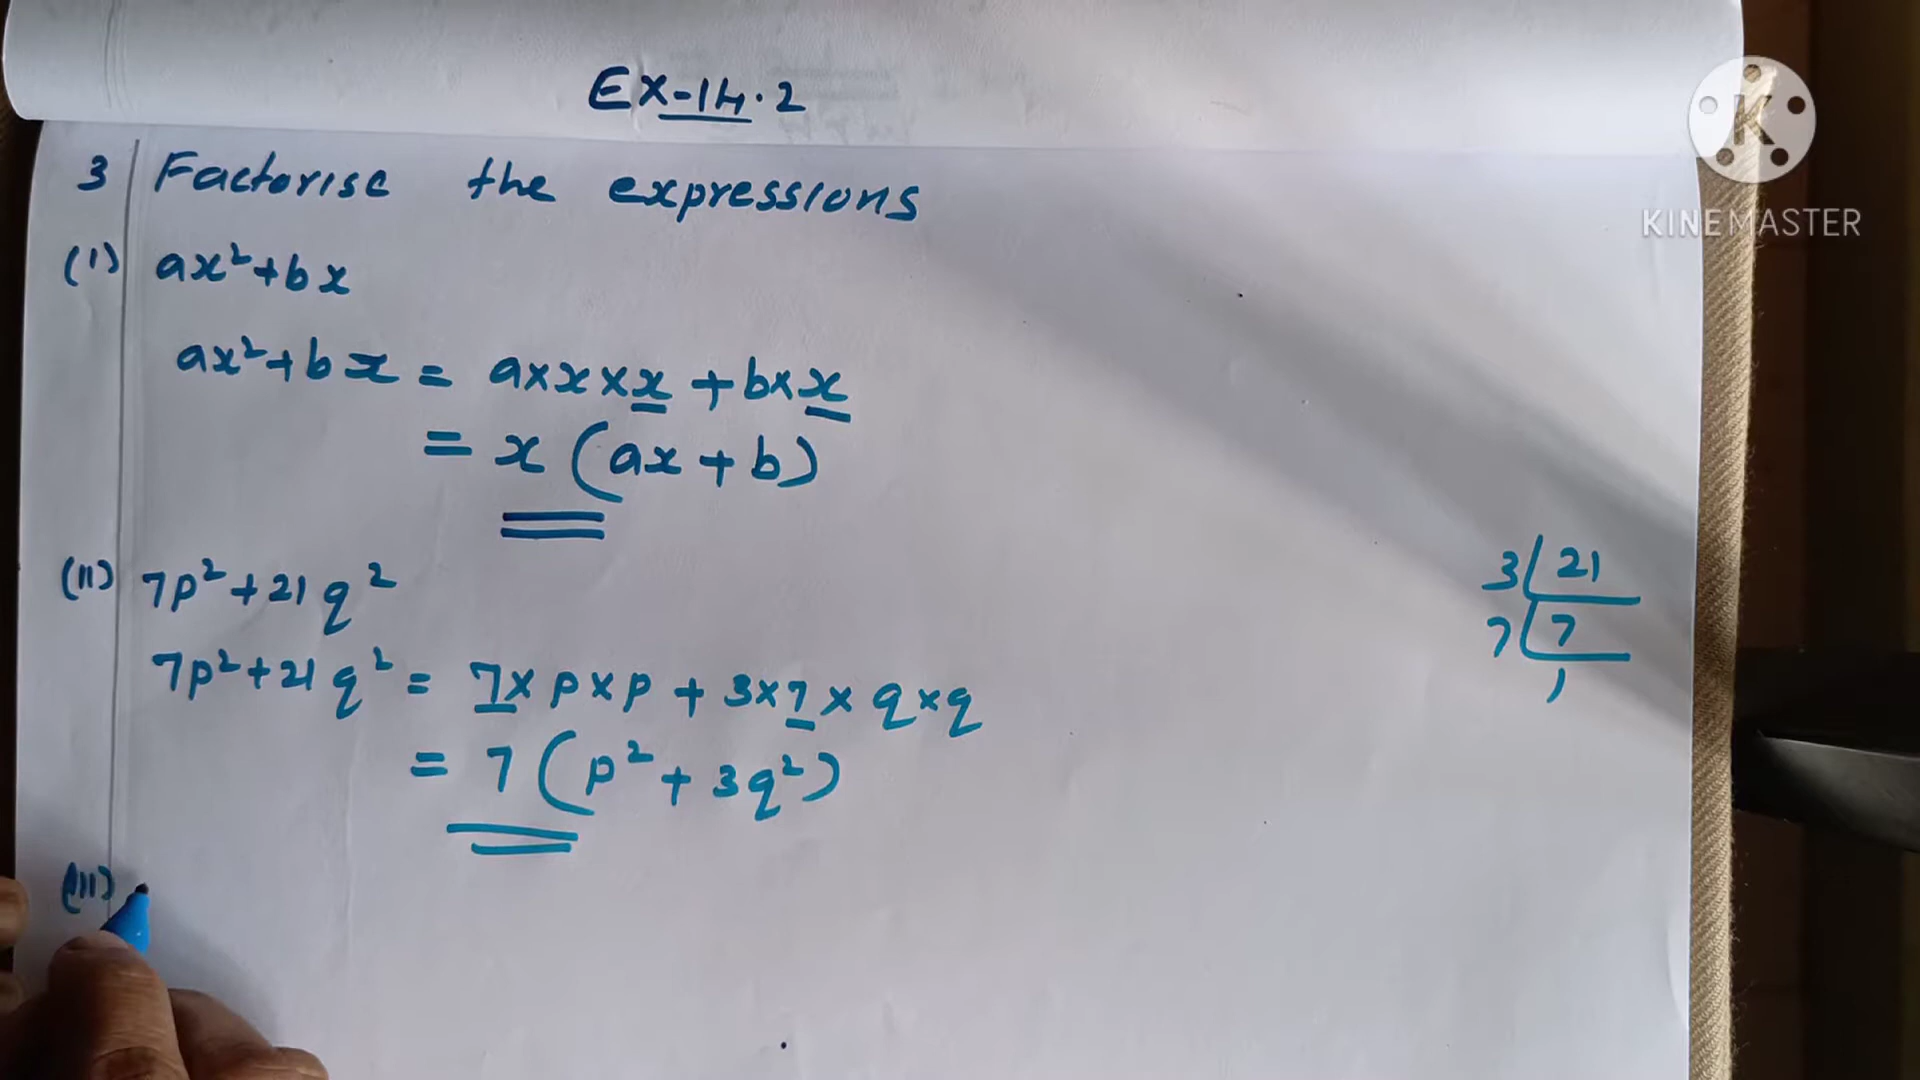 EX-14.2
3 Factorise the expressions
(i) ax²+bx
ax²+bx = a×x×x + b×x
= x (ax + b)
(ii) 7p²+21q²
7p²+21q² = 7×p×p + 3×7×q×q
= 7 (p² + 3q²)
(iii)
3 21
7 7
1
K
KINEMASTER